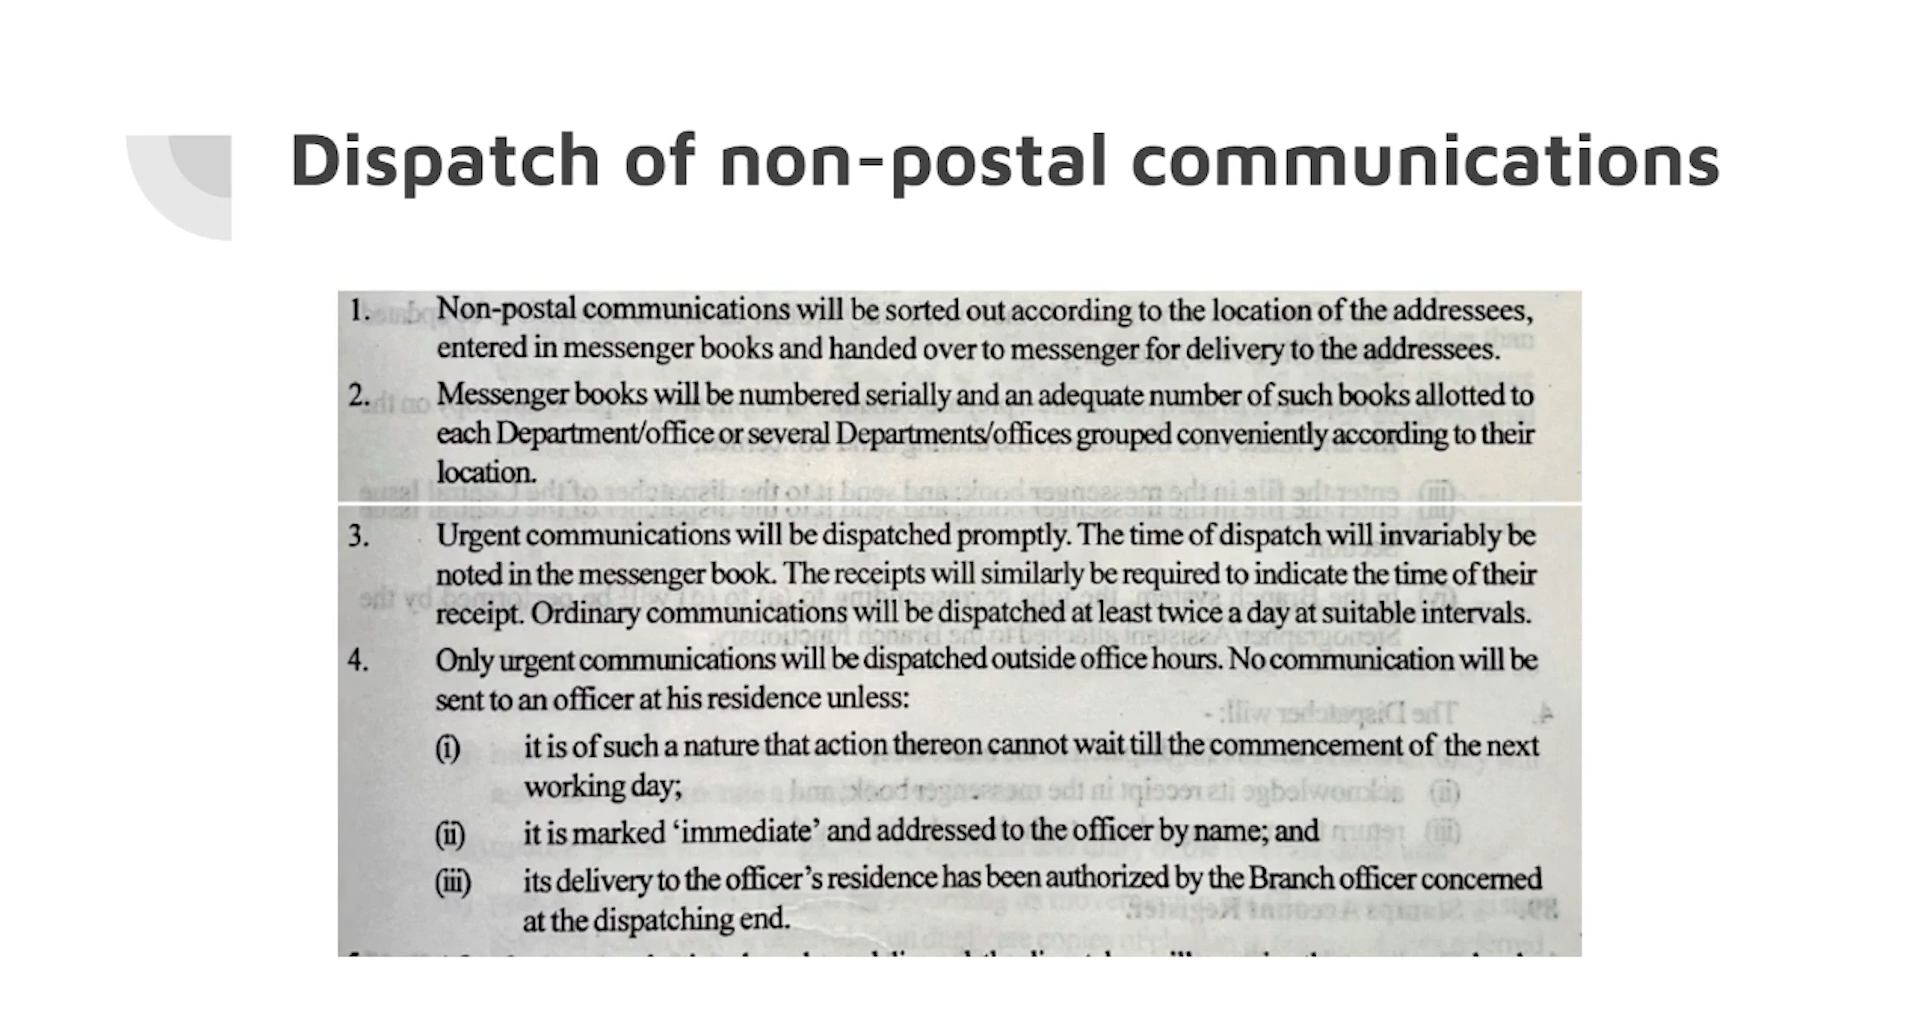 Dispatch of non-postal communications
1. Non-postal communications will be sorted out according to the location of the addressees,
entered in messenger books and handed over to messenger for delivery to the addressees.
2. Messenger books will be numbered serially and an adequate number of such books allotted to
each Department/office or several Departments/offices grouped conveniently according to their
location.
3. Urgent communications will be dispatched promptly. The time of dispatch will invariably be
noted in the messenger book. The receipts will similarly be required to indicate the time of their
receipt. Ordinary communications will be dispatched at least twice a day at suitable intervals.
4. Only urgent communications will be dispatched outside office hours. No communication will be
sent to an officer at his residence unless:
(i) it is of such a nature that action thereon cannot wait till the commencement of the next
working day;
(ii) it is marked ‘immediate’ and addressed to the officer by name; and
(iii) its delivery to the officer’s residence has been authorized by the Branch officer concerned
at the dispatching end.